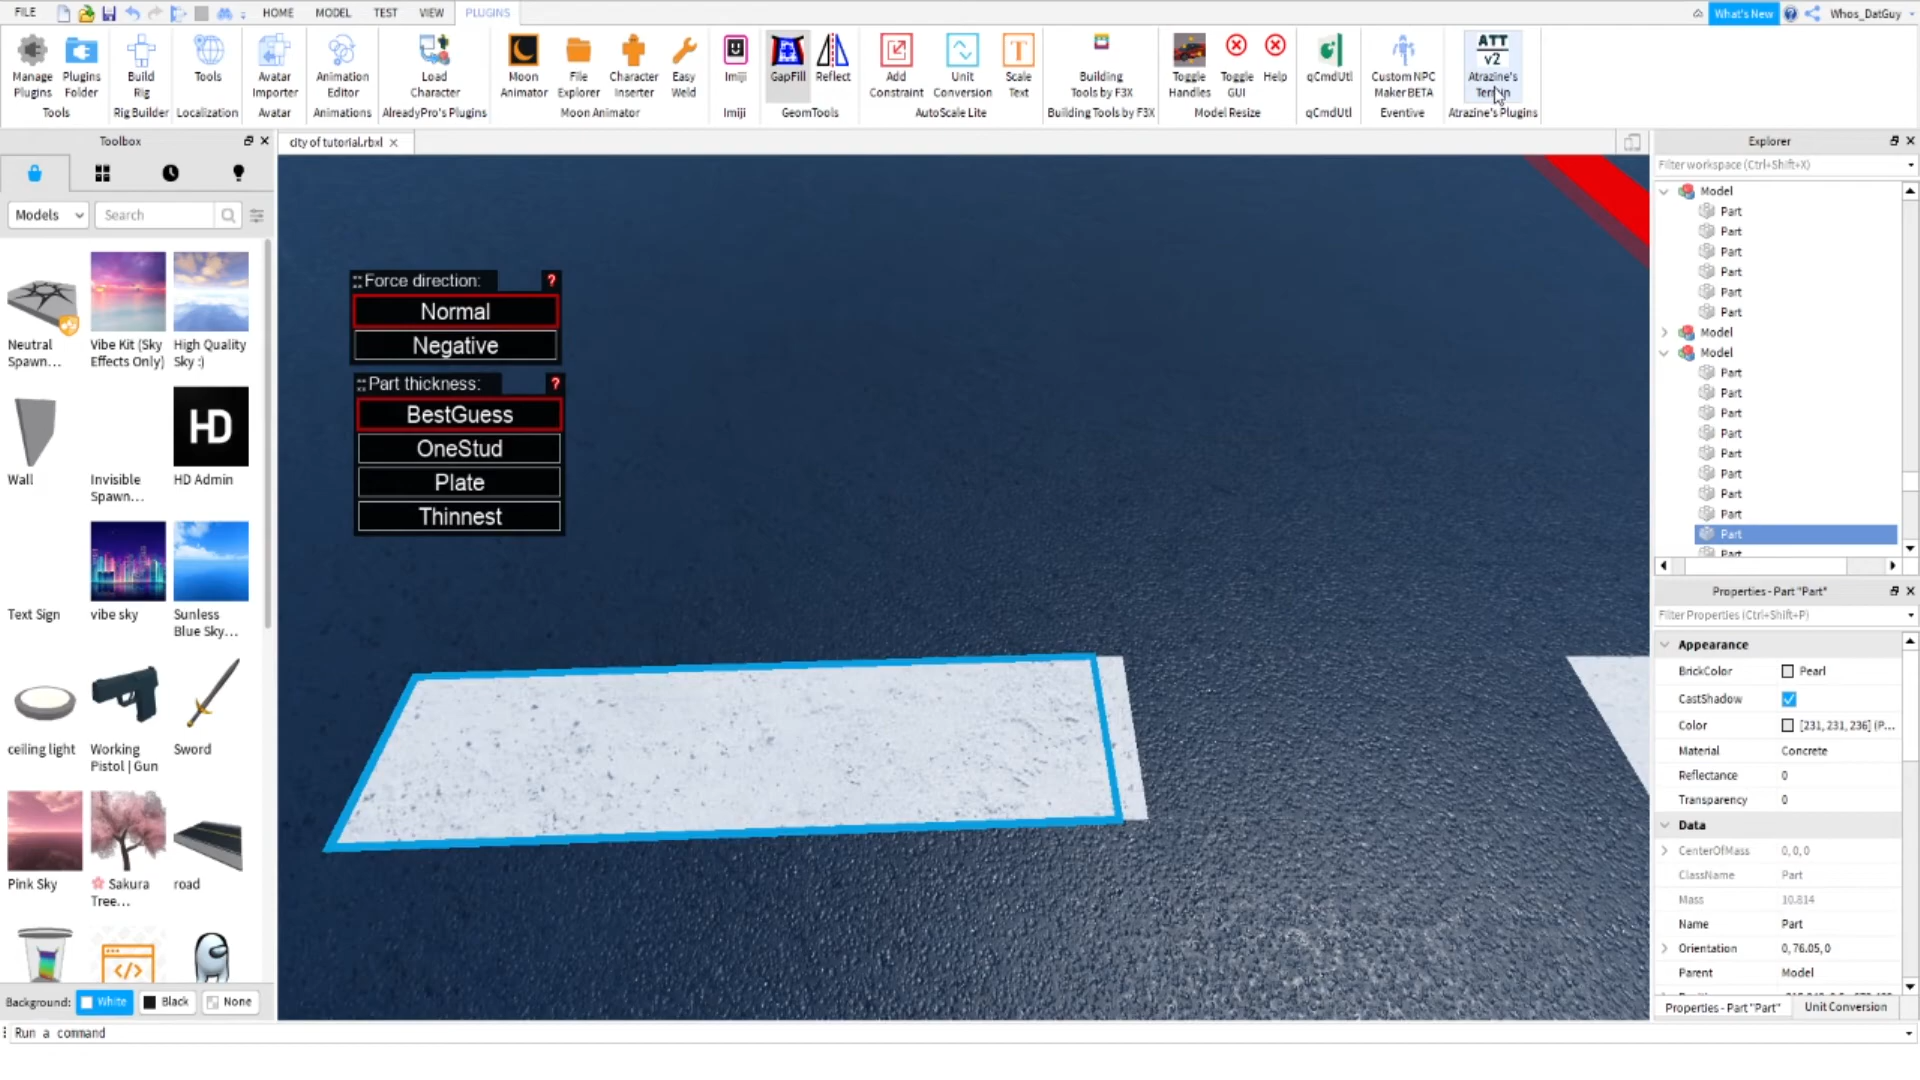 FILE HOME MODEL TEST VIEW PLUGINS What's New Whos_DatGuy
Manage Plugins
Plugins Folder
Build Rig
Tools
Avatar Importer
Animation Editor
Load Character
Moon Animator
File Explorer
Character Inserter
Easy Weld
Imiji
GapFill
Reflect
Add Constraint
Unit Conversion
Scale Text
Building Tools by F3X
Toggle Handles
Toggle GUI
Help
qCmdUtl
Custom NPC Maker BETA
ATT v2
Atrazine's
Tools Rig Builder Localization Avatar Animations AlreadyPro's Plugins Moon Animator Imiji GeomTools AutoScale Lite Building Tools by F3X Model Resize qCmdUtl Eventive Atrazine's Plugins
Toolbox
city of tutorial.rbxl
Explorer
Models
Search
Filter workspace (Ctrl+Shift+X)
Neutral Spawn...
Vibe Kit (Sky Effects Only)
High Quality Sky :)
Wall
Invisible Spawn...
HD
HD Admin
Text Sign
vibe sky
Sunless Blue Sky...
ceiling light
Working Pistol | Gun
Sword
Pink Sky
🌸 Sakura Tree...
road
</>
Background: White Black None
Run a command
Force direction: ?
Normal
Negative
Part thickness: ?
BestGuess
OneStud
Plate
Thinnest
Model
Part
Part
Part
Part
Part
Part
Model
Model
Part
Part
Part
Part
Part
Part
Part
Part
Part
Part
Properties - Part "Part"
Filter Properties (Ctrl+Shift+P)
Appearance
BrickColor Pearl
CastShadow
Color [231, 231, 236] (P...
Material Concrete
Reflectance 0
Transparency 0
Data
CenterOfMass 0, 0, 0
ClassName Part
Mass 10.814
Name Part
Orientation 0, 76.05, 0
Parent Model
Properties - Part "Part" Unit Conversion